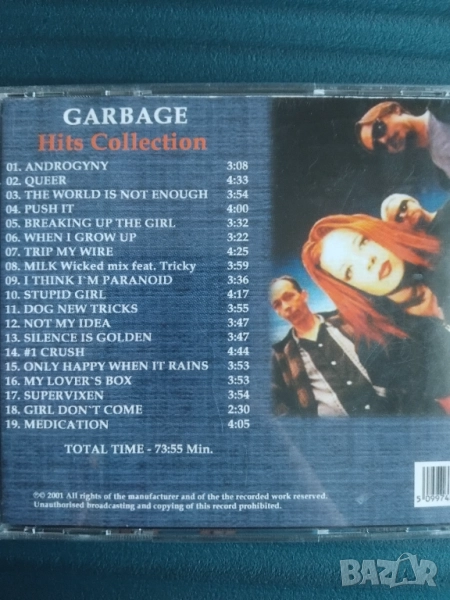 GARBAGE
Hits Collection
01. ANDROGYNY 3:08
02. QUEER 4:33
03. THE WORLD IS NOT ENOUGH 3:54
04. PUSH IT 4:00
05. BREAKING UP THE GIRL 3:32
06. WHEN I GROW UP 3:22
07. TRIP MY WIRE 4:25
08. MILK Wicked mix feat. Tricky 3:59
09. I THINK I`M PARANOID 3:36
10. STUPID GIRL 4:17
11. DOG NEW TRICKS 3:55
12. NOT MY IDEA 3:47
13. SILENCE IS GOLDEN 3:47
14. #1 CRUSH 4:44
15. ONLY HAPPY WHEN IT RAINS 3:53
16. MY LOVER`S BOX 3:53
17. SUPERVIXEN 3:54
18. GIRL DON`T COME 2:30
19. MEDICATION 4:05
TOTAL TIME - 73:55 Min.
℗© 2001 All rights of the manufacturer and of the the recorded work reserved.
Unauthorised broadcasting and copying of this record prohibited.
5 09974
BAZAR
bg